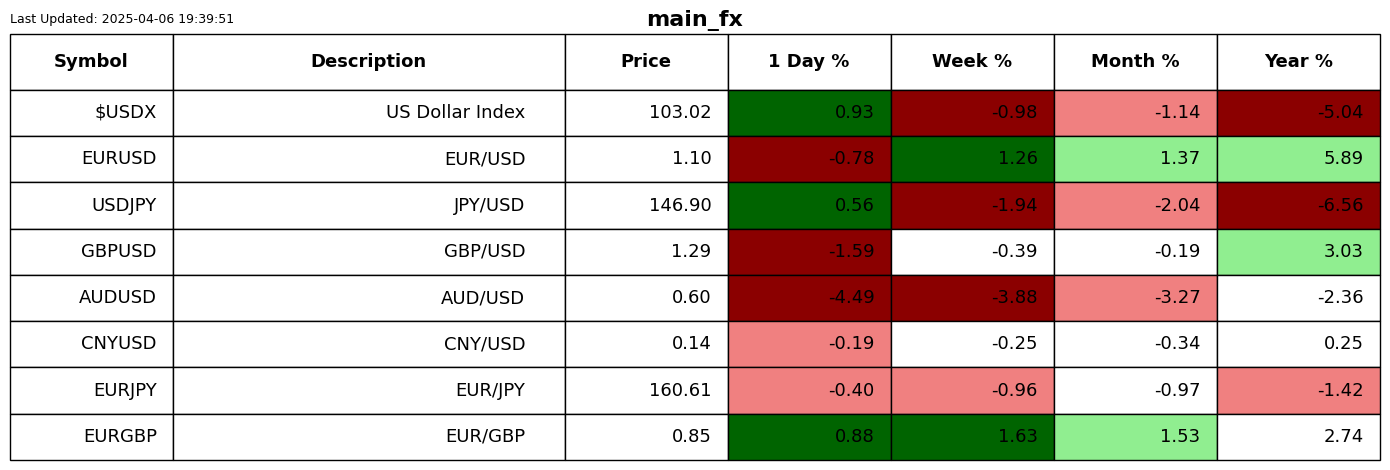 Last Updated: 2025-04-06 19:39:51
main_fx
Symbol Description Price 1 Day % Week % Month % Year %
$USDX US Dollar Index 103.02 0.93 -0.98 -1.14 -5.04
EURUSD EUR/USD 1.10 -0.78 1.26 1.37 5.89
USDJPY JPY/USD 146.90 0.56 -1.94 -2.04 -6.56
GBPUSD GBP/USD 1.29 -1.59 -0.39 -0.19 3.03
AUDUSD AUD/USD 0.60 -4.49 -3.88 -3.27 -2.36
CNYUSD CNY/USD 0.14 -0.19 -0.25 -0.34 0.25
EURJPY EUR/JPY 160.61 -0.40 -0.96 -0.97 -1.42
EURGBP EUR/GBP 0.85 0.88 1.63 1.53 2.74